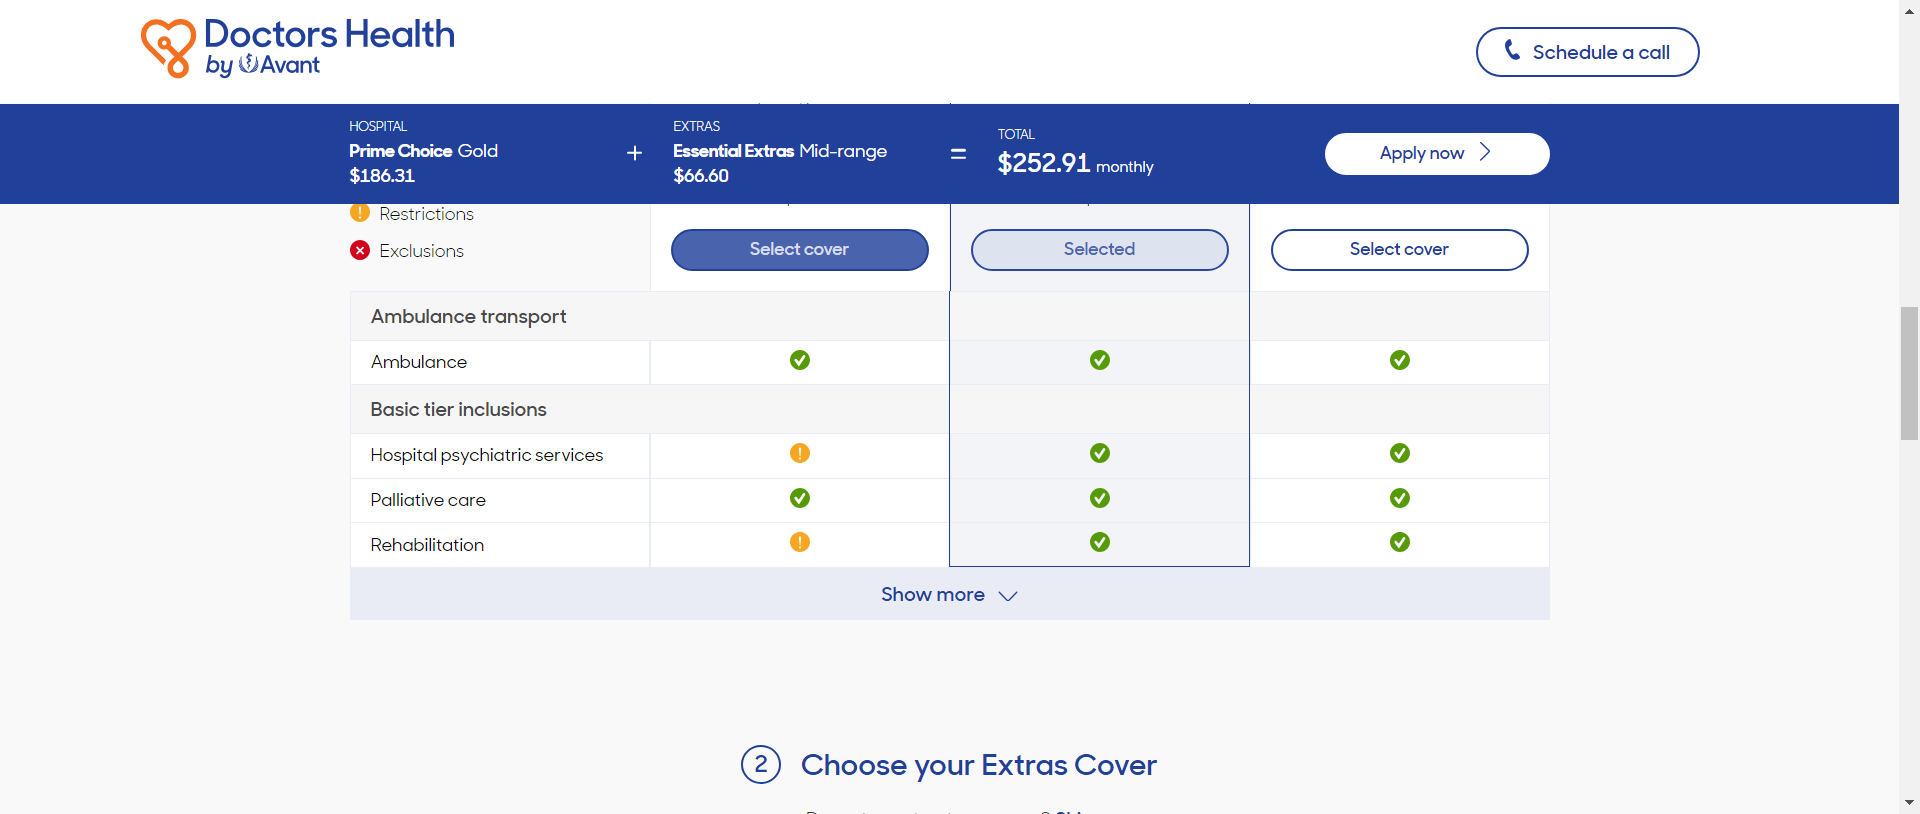 Doctors Health
by Avant
Schedule a call
HOSPITAL
Prime Choice Gold
$186.31
+
EXTRAS
Essential Extras Mid-range
$66.60
=
TOTAL
$252.91 monthly
Apply now
Restrictions
Exclusions
Select cover
Selected
Select cover
Ambulance transport
Ambulance
Basic tier inclusions
Hospital psychiatric services
Palliative care
Rehabilitation
Show more
2 Choose your Extras Cover